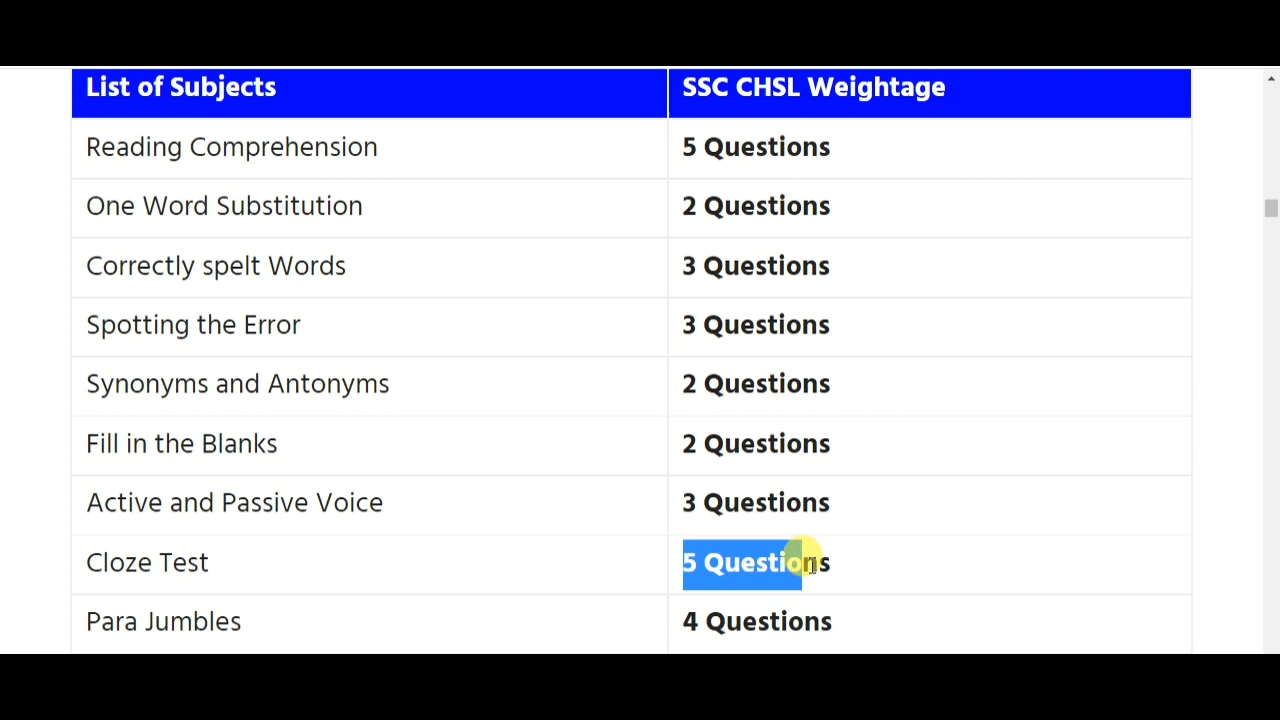 List of Subjects SSC CHSL Weightage
Reading Comprehension 5 Questions
One Word Substitution 2 Questions
Correctly spelt Words 3 Questions
Spotting the Error 3 Questions
Synonyms and Antonyms 2 Questions
Fill in the Blanks 2 Questions
Active and Passive Voice 3 Questions
Cloze Test 5 Questions
Para Jumbles 4 Questions